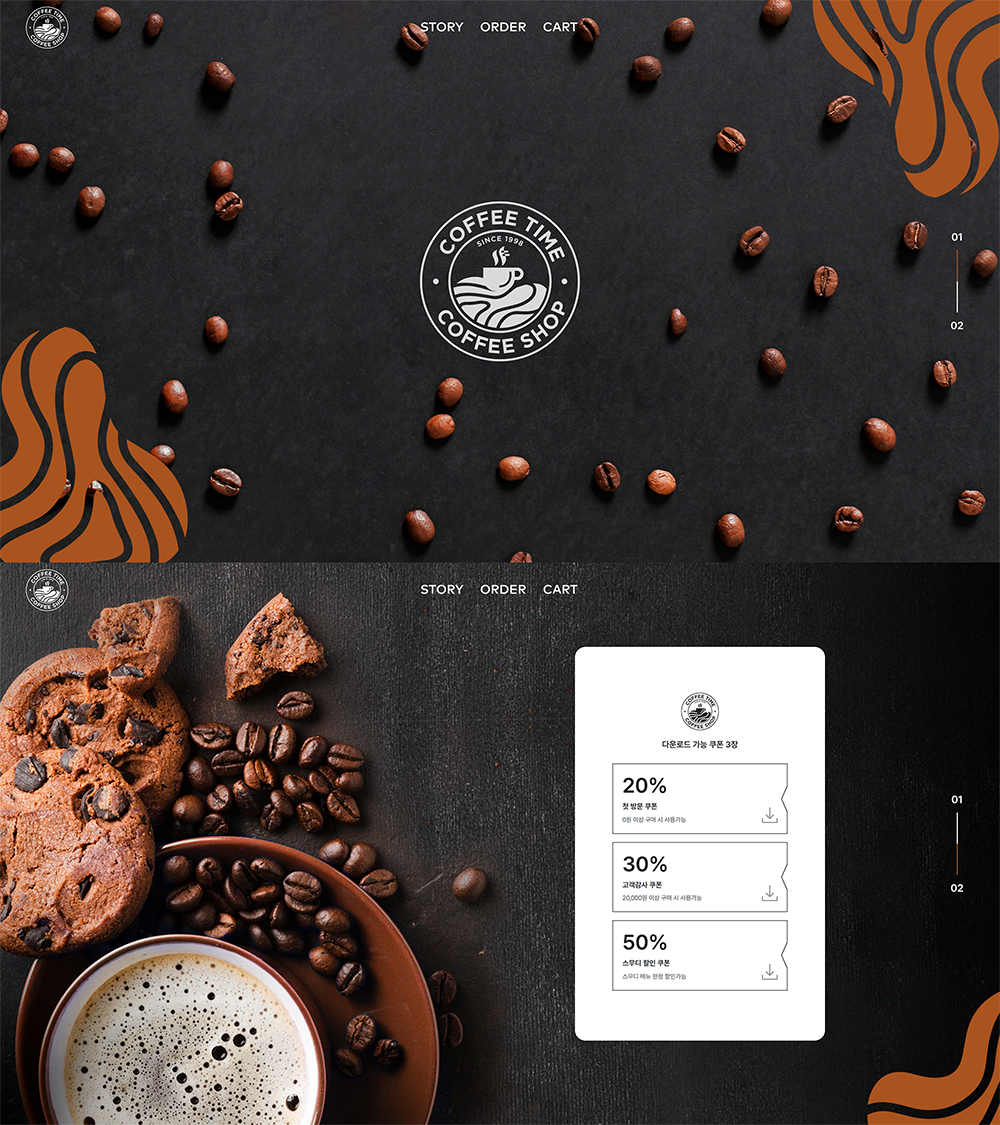 COFFEE TIME
COFFEE SHOP
STORY ORDER CART
COFFEE TIME
SINCE 1998
COFFEE SHOP
01
02
COFFEE TIME
COFFEE SHOP
STORY ORDER CART
COFFEE TIME
COFFEE SHOP
다운로드 가능 쿠폰 3장
20%
첫 방문 쿠폰
0원 이상 구매 시 사용가능
30%
고객감사 쿠폰
20,000원 이상 구매 시 사용가능
50%
스무디 할인 쿠폰
스무디 메뉴 한정 할인가능
01
02